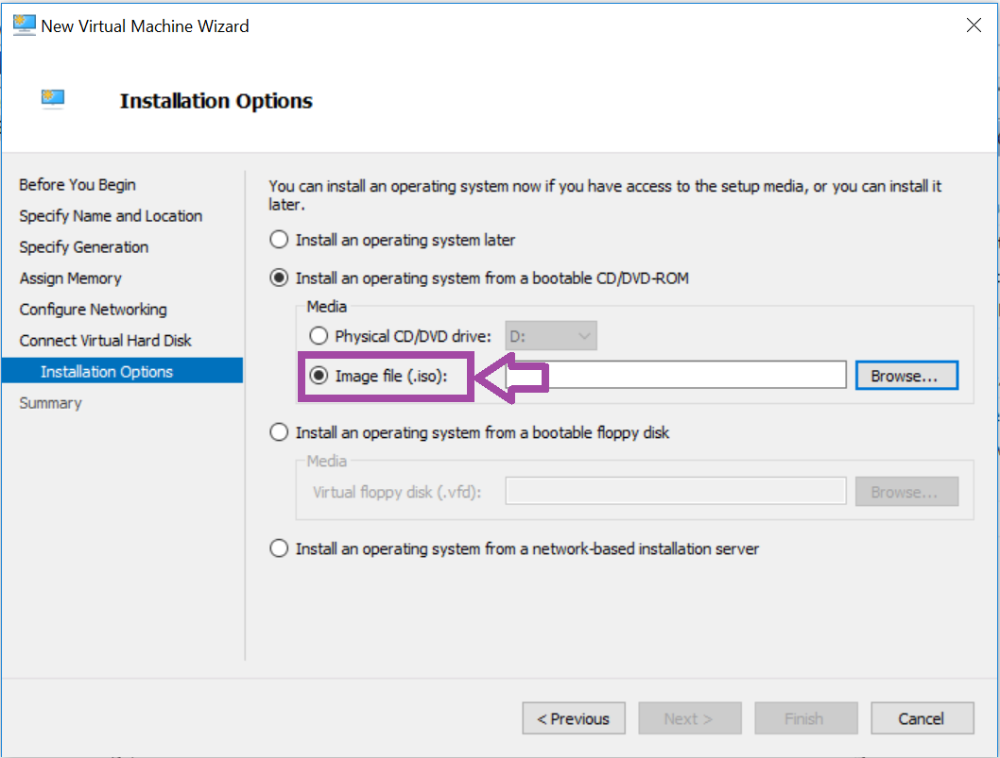 New Virtual Machine Wizard
Installation Options
Before You Begin
Specify Name and Location
Specify Generation
Assign Memory
Configure Networking
Connect Virtual Hard Disk
Installation Options
Summary
You can install an operating system now if you have access to the setup media, or you can install it
later.
Install an operating system later
Install an operating system from a bootable CD/DVD-ROM
Media
Physical CD/DVD drive: D:
Image file (.iso): Browse...
Install an operating system from a bootable floppy disk
Media
Virtual floppy disk (.vfd): Browse...
Install an operating system from a network-based installation server
< Previous Next > Finish Cancel